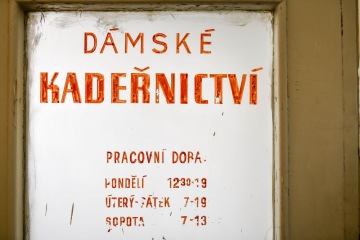 DÁMSKÉ
KADEŘNICTVÍ
PRACOVNÍ DOBA
PONDĚLÍ 12³⁰-19
ÚTERÝ-PÁTEK 7-19
SOBOTA 7-13